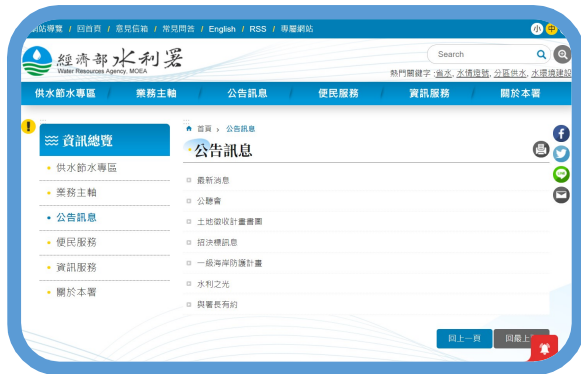 網站導覽 / 回首頁 / 意見信箱 / 常見問答 / English / RSS / 專屬網站
小 中
經濟部水利署
Water Resources Agency, MOEA
Search
熱門關鍵字 : 省水, 水情燈號, 分區供水, 水環境建設
供水節水專區 / 業務主軸 / 公告訊息 / 便民服務 / 資訊服務 / 關於本署
資訊總覽
供水節水專區
業務主軸
公告訊息
便民服務
資訊服務
關於本署
首頁 › 公告訊息
公告訊息
最新消息
公聽會
土地徵收計畫書圖
招決標訊息
一級海岸防護計畫
水利之光
與署長有約
回上一頁
回最上